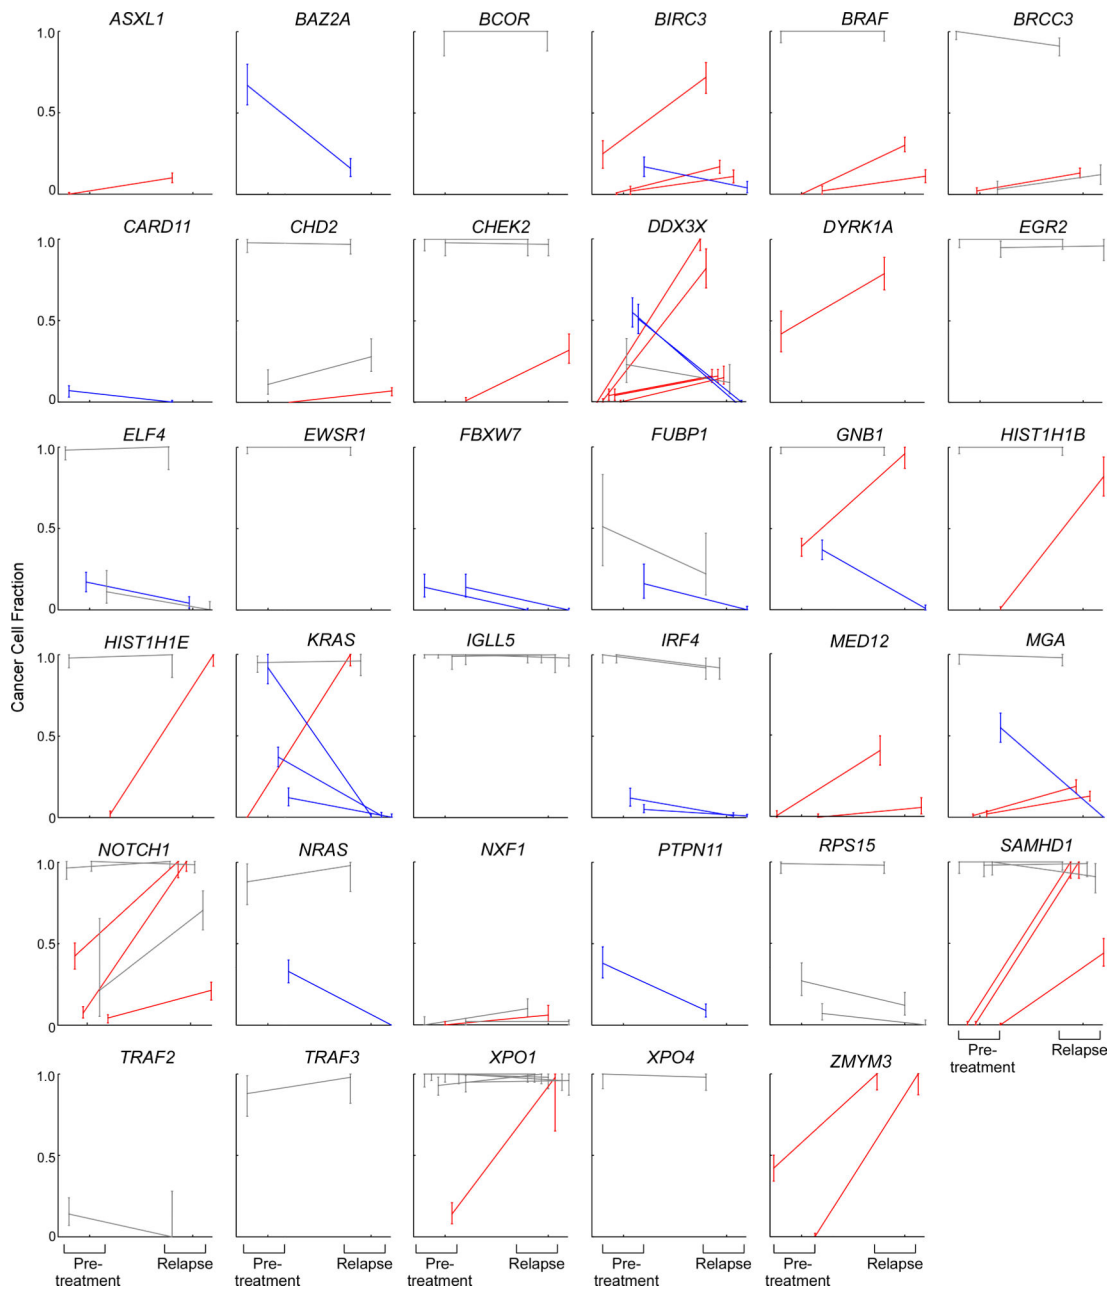 ASXL1 BAZ2A BCOR BIRC3 BRAF BRCC3
1.0
0.5
0
CARD11 CHD2 CHEK2 DDX3X DYRK1A EGR2
1.0
0.5
0
ELF4 EWSR1 FBXW7 FUBP1 GNB1 HIST1H1B
1.0
0.5
0
Cancer Cell Fraction
HIST1H1E KRAS IGLL5 IRF4 MED12 MGA
1.0
0.5
0
NOTCH1 NRAS NXF1 PTPN11 RPS15 SAMHD1
1.0
0.5
0
Pre-
treatment Relapse
TRAF2 TRAF3 XPO1 XPO4 ZMYM3
1.0
0.5
0
Pre- Relapse Pre- Relapse Pre- Relapse Pre- Relapse Pre- Relapse
treatment treatment treatment treatment treatment